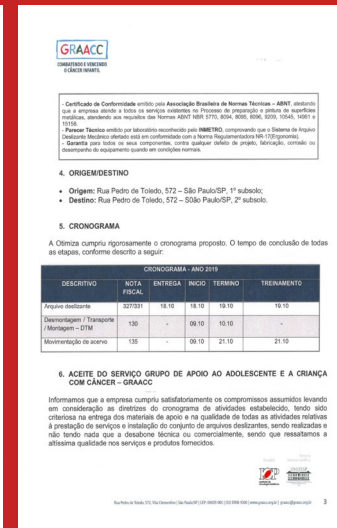 GRAACC
COMBATENDO E VENCENDO
O CÂNCER INFANTIL
- Certificado de Conformidade emitido pela Associação Brasileira de Normas Técnicas – ABNT, atestando
que a empresa atende a todos os serviços existentes no Processo de preparação e pintura de superfícies
metálicas, atendendo aos requisitos das Normas ABNT NBR 5770, 8094, 8095, 8096, 9209, 10545, 14951 e
15158.
- Parecer Técnico emitido por laboratório reconhecido pelo INMETRO, comprovando que o Sistema de Arquivo
Deslizante Mecânico ofertado está em conformidade com a Norma Regulamentadora NR-17(Ergonomia).
- Garantia para todos os seus componentes, contra qualquer defeito de projeto, fabricação, corrosão ou
desempenho do equipamento quando em condições normais.
4. ORIGEM/DESTINO
• Origem: Rua Pedro de Toledo, 572 – São Paulo/SP, 1º subsolo;
• Destino: Rua Pedro de Toledo, 572 – São Paulo/SP, 2º subsolo.
5. CRONOGRAMA
A Otimiza cumpriu rigorosamente o cronograma proposto. O tempo de conclusão de todas
as etapas, conforme descrito a seguir:
CRONOGRAMA - ANO 2019
DESCRITIVO NOTA FISCAL ENTREGA INICIO TERMINO TREINAMENTO
Arquivo deslizante 327/331 18.10 18.10 19.10 19.10
Desmontagem / Transporte
/ Montagem – DTM 130 - 09.10 10.10 -
Movimentação de acervo 135 - 09.10 21.10 21.10
6. ACEITE DO SERVIÇO GRUPO DE APOIO AO ADOLESCENTE E A CRIANÇA
COM CÂNCER – GRAACC
Informamos que a empresa cumpriu satisfatoriamente os compromissos assumidos levando
em consideração as diretrizes do cronograma de atividades estabelecido, tendo sido
criteriosa na entrega dos materiais de apoio e na qualidade de todas as atividades relativas
à prestação de serviços e instalação do conjunto de arquivos deslizantes, sendo realizadas e
não tendo nada que a desabone técnica ou comercialmente, sendo que ressaltamos a
altíssima qualidade nos serviços e produtos fornecidos.
3